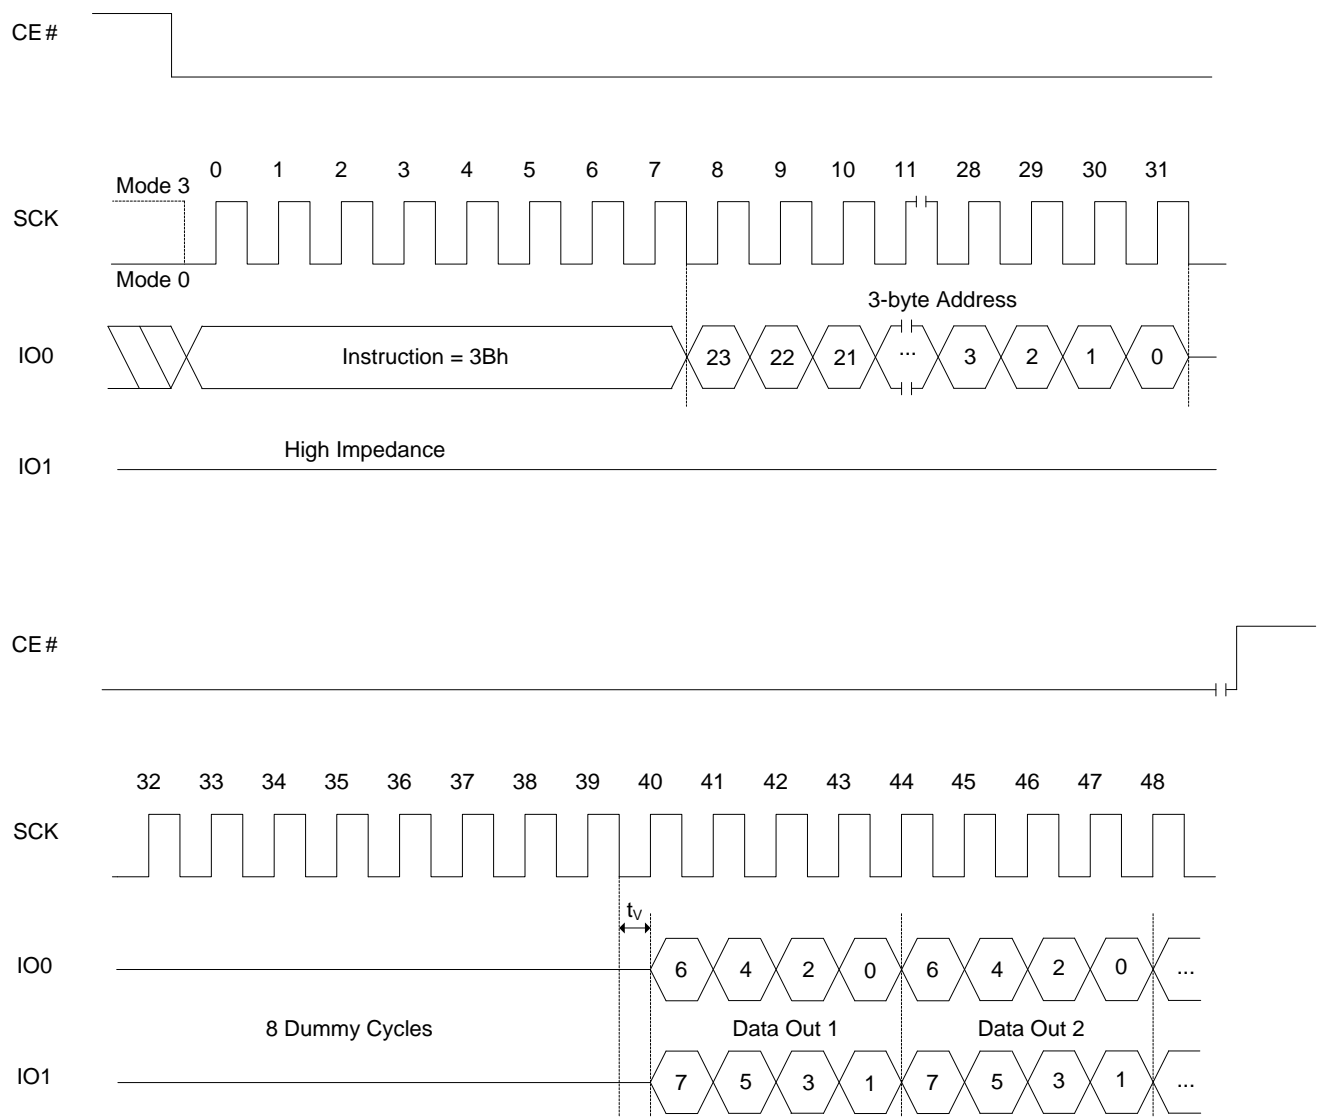 CE#
0 1 2 3 4 5 6 7 8 9 10 11 28 29 30 31
Mode 3
SCK
Mode 0
3-byte Address
IO0 Instruction = 3Bh 23 22 21 ... 3 2 1 0
High Impedance
IO1
CE#
32 33 34 35 36 37 38 39 40 41 42 43 44 45 46 47 48
SCK
tV
IO0 6 4 2 0 6 4 2 0 ...
8 Dummy Cycles Data Out 1 Data Out 2
IO1 7 5 3 1 7 5 3 1 ...